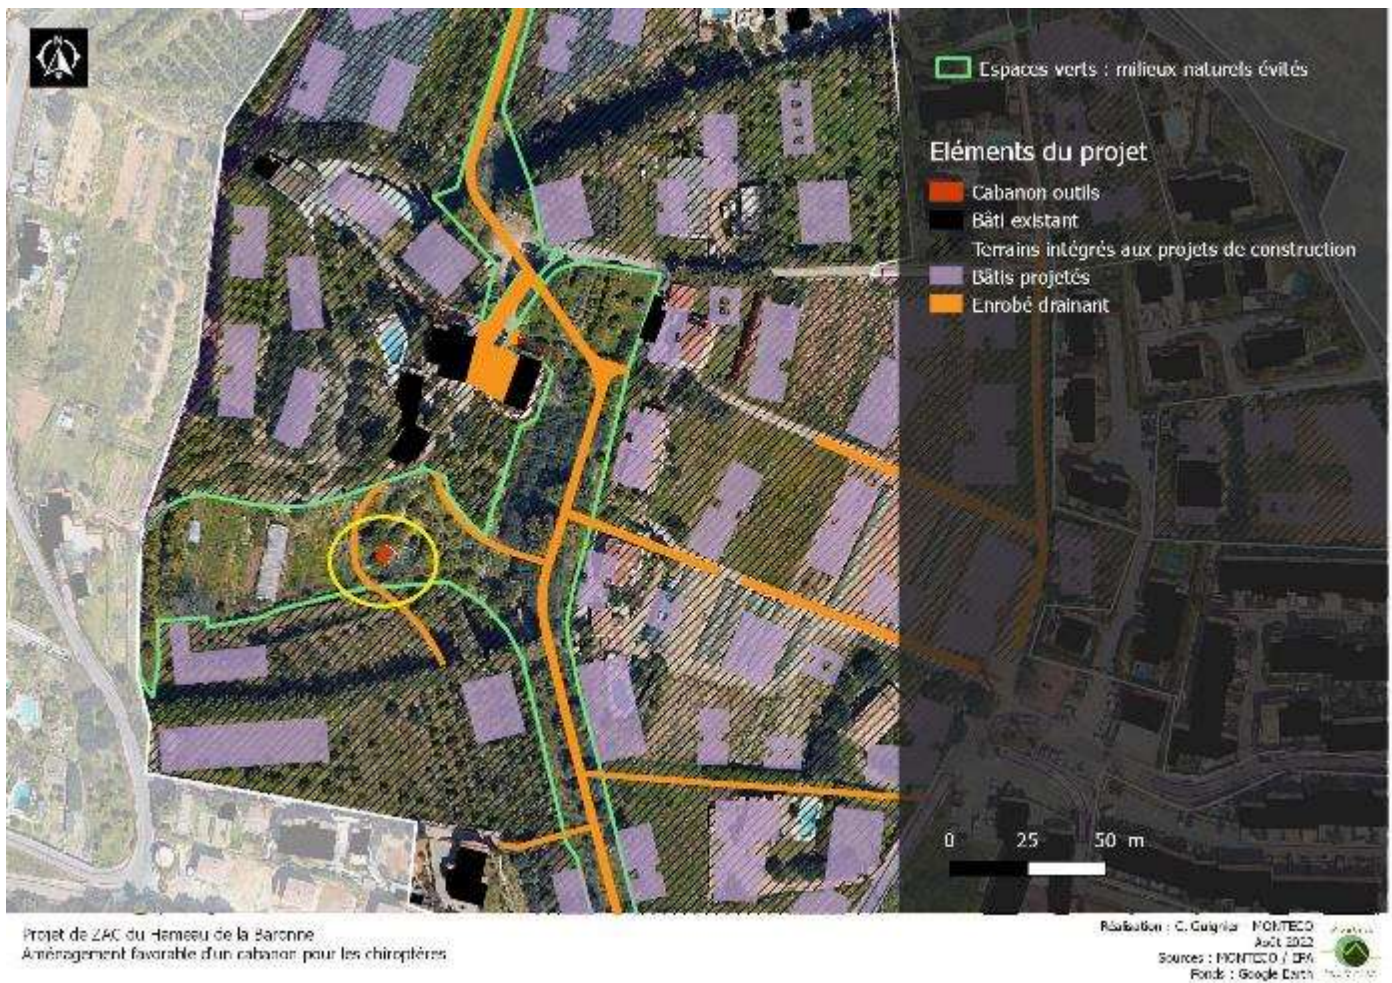 N
Espaces verts : milieux naturels évités
Eléments du projet
Cabanon outils
Bâti existant
Terrains intégrés aux projets de construction
Bâtis projetés
Enrobé drainant
0 25 50 m
Projet de ZAC du Hameau de la Baronne
Aménagement favorable d'un cabanon pour les chiroptères
Réalisation : C. Guignier - MONTECO
Août 2022
Sources : MONTECO / EPA
Fonds : Google Earth